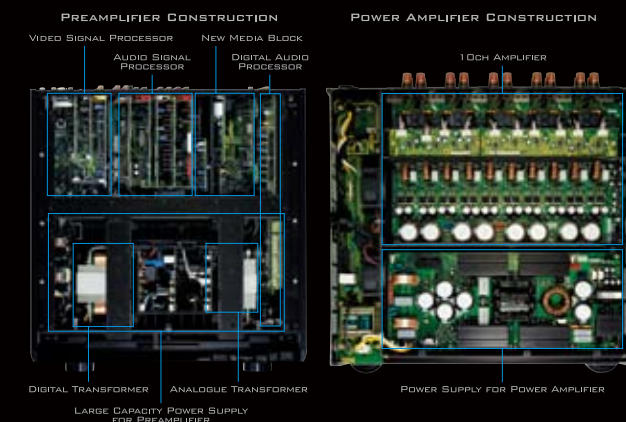 PREAMPLIFIER CONSTRUCTION
VIDEO SIGNAL PROCESSOR
NEW MEDIA BLOCK
AUDIO SIGNAL
PROCESSOR
DIGITAL AUDIO
PROCESSOR
DIGITAL TRANSFORMER
ANALOGUE TRANSFORMER
LARGE CAPACITY POWER SUPPLY
FOR PREAMPLIFIER
POWER AMPLIFIER CONSTRUCTION
10CH AMPLIFIER
POWER SUPPLY FOR POWER AMPLIFIER